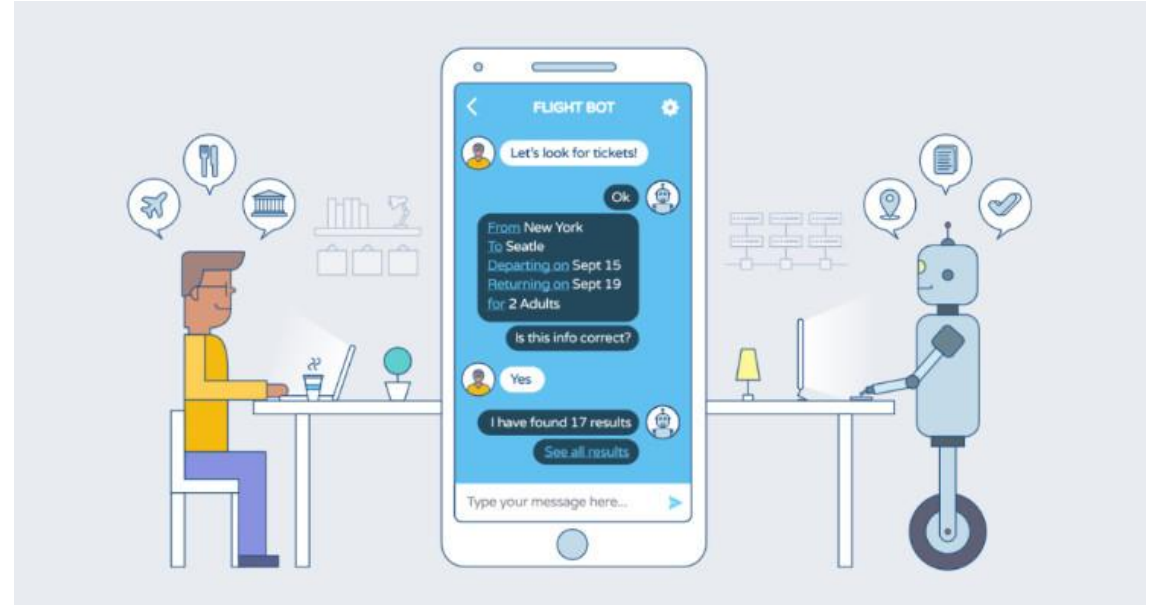 FLIGHT BOT
Let's look for tickets!
Ok
From New York
To Seatle
Departing on Sept 15
Returning on Sept 19
for 2 Adults
Is this info correct?
Yes
I have found 17 results
See all results
Type your message here...